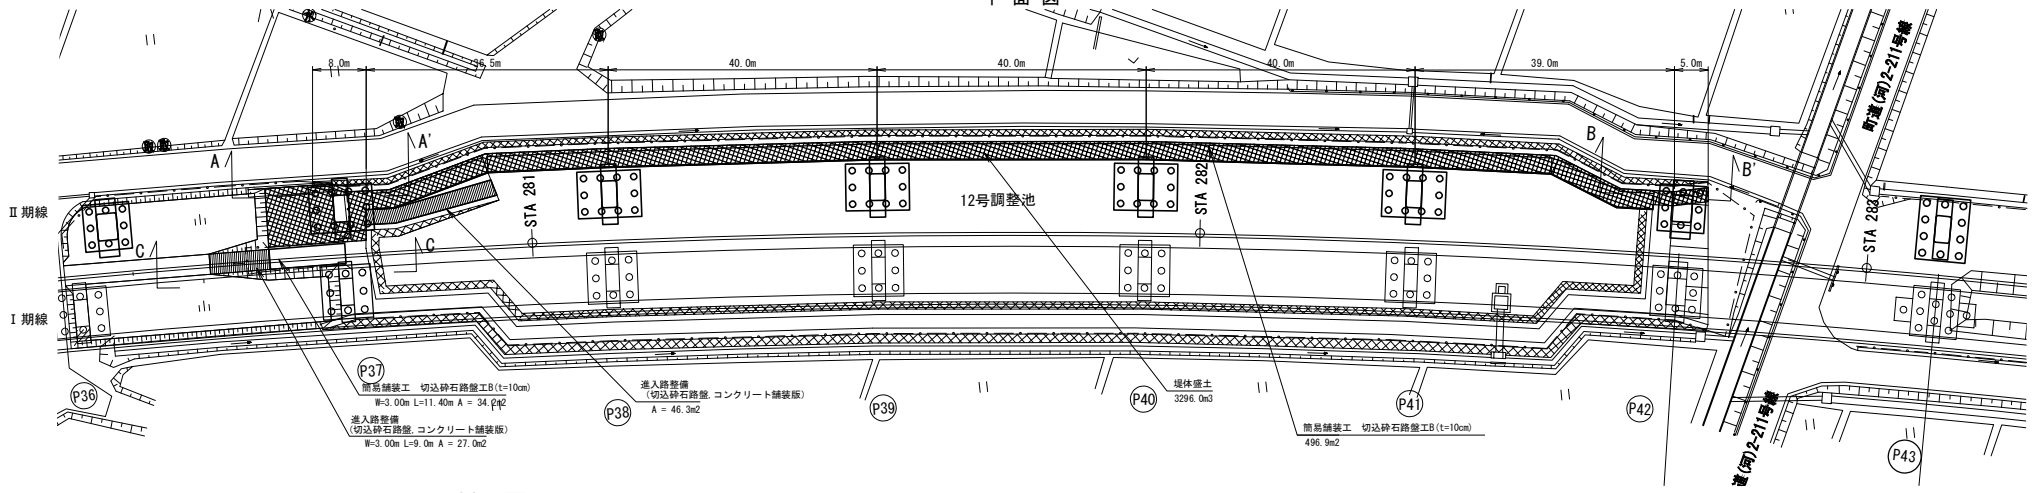 平面図
8.0m
36.5m
40.0m
40.0m
40.0m
39.0m
5.0m
町道(河)2-211号線
A
A'
B
B'
STA 281
STA 282
STA 283
12号調整池
Ⅱ期線
C
C
Ⅰ期線
P36
P37
P38
P39
P40
P41
P42
P43
簡易舗装工 切込砕石路盤工B(t=10cm)
W=3.00m L=11.40m A = 34.2m2
進入路整備
(切込砕石路盤,コンクリート舗装版)
W=3.00m L=9.0m A = 27.0m2
進入路整備
(切込砕石路盤,コンクリート舗装版)
A = 46.3m2
堤体盛土
3296.0m3
簡易舗装工 切込砕石路盤工B(t=10cm)
496.9m2
道(河)2-211号線